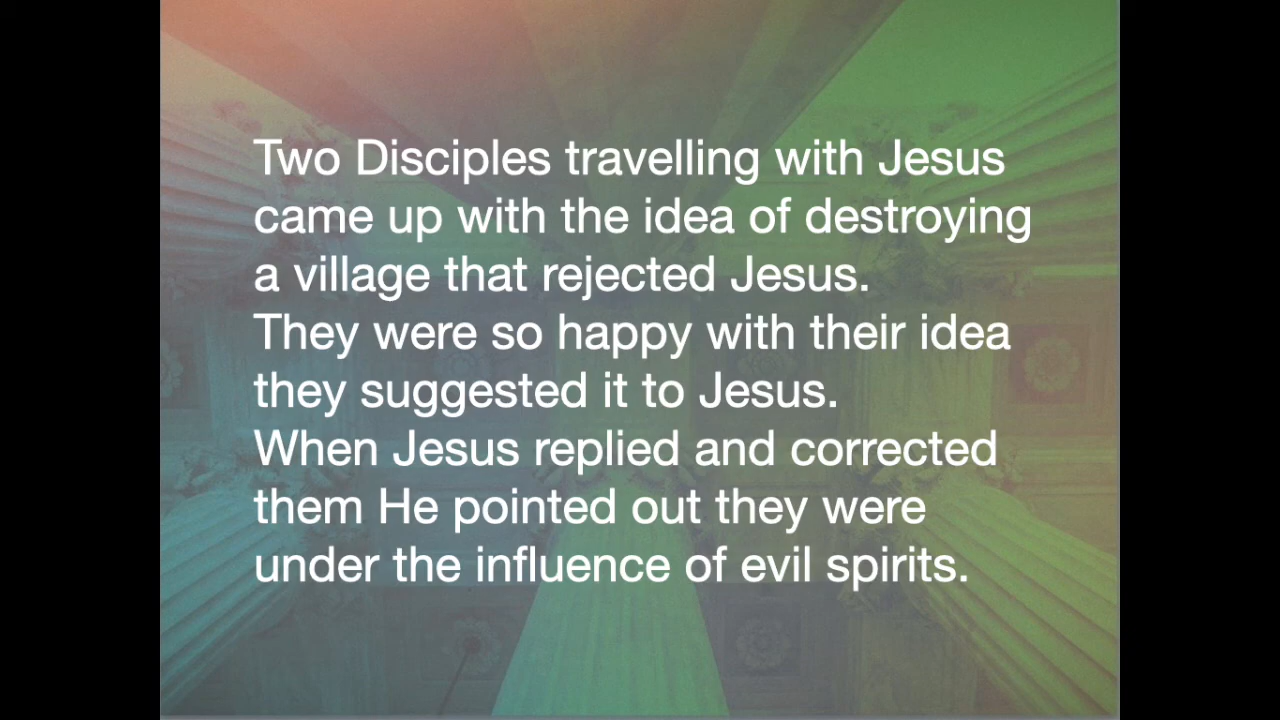 Two Disciples travelling with Jesus
came up with the idea of destroying
a village that rejected Jesus.
They were so happy with their idea
they suggested it to Jesus.
When Jesus replied and corrected
them He pointed out they were
under the influence of evil spirits.